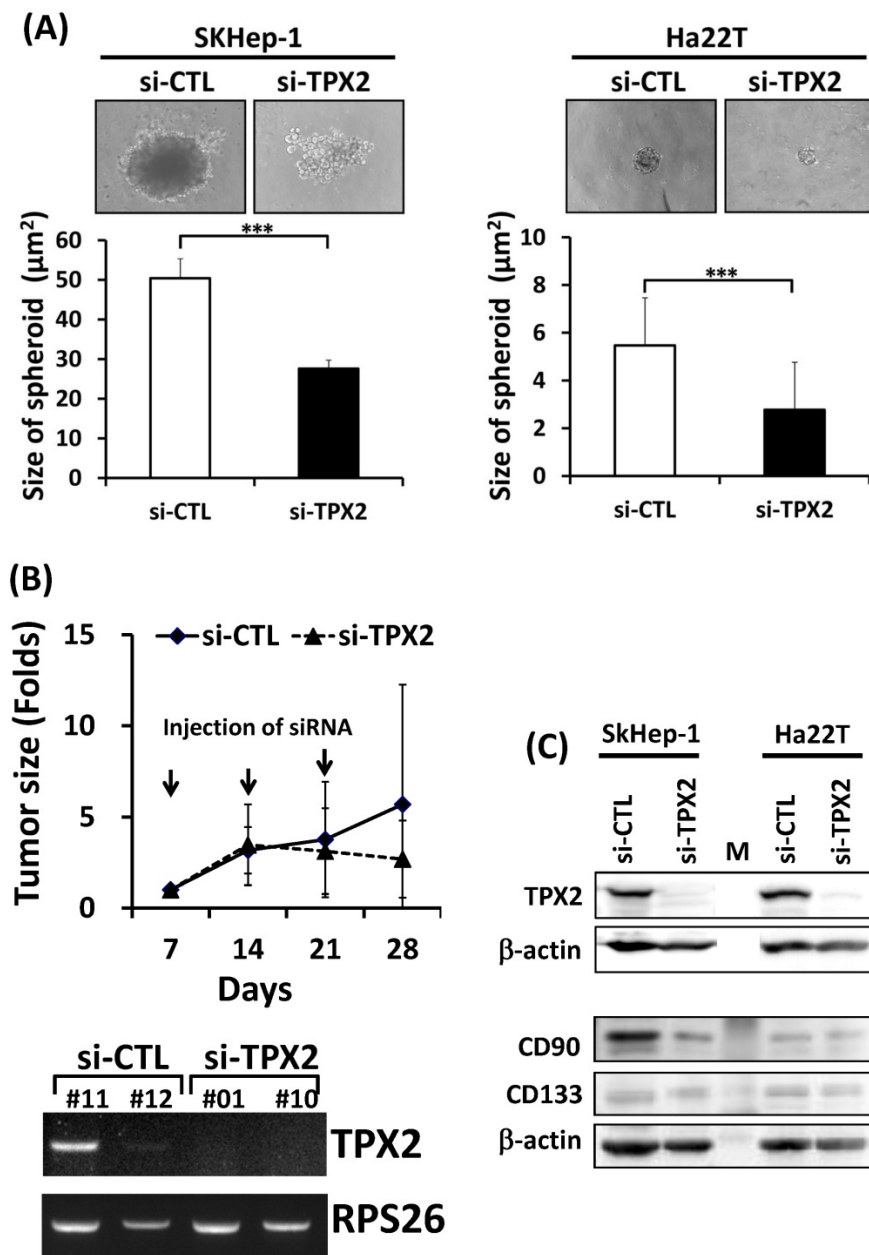 (A)
SKHep-1
si-CTL si-TPX2
Size of spheroid (µm²)
60
50
40
30
20
10
0
***
si-CTL si-TPX2
Ha22T
si-CTL si-TPX2
Size of spheroid (µm²)
10
8
6
4
2
0
***
si-CTL si-TPX2
(B)
Tumor size (Folds)
15
10
5
0
si-CTL si-TPX2
Injection of siRNA
7 14 21 28
Days
si-CTL si-TPX2
#11 #12 #01 #10
TPX2
RPS26
(C)
SkHep-1 Ha22T
si-CTL si-TPX2 M si-CTL si-TPX2
TPX2
β-actin
CD90
CD133
β-actin